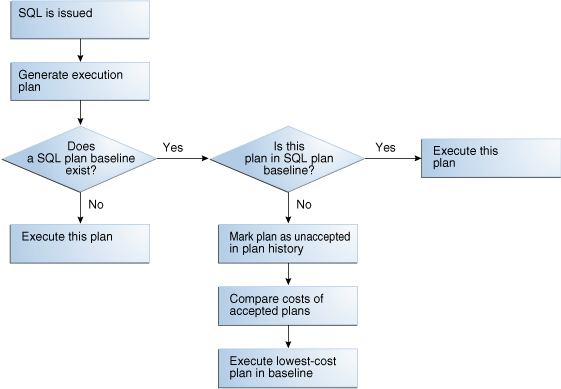 SQL is issued
Generate execution
plan
Does
a SQL plan baseline
exist?
Yes
Is this
plan in SQL plan
baseline?
Yes
Execute this
plan
No
No
Execute this plan
Mark plan as unaccepted
in plan history
Compare costs of
accepted plans
Execute lowest-cost
plan in baseline